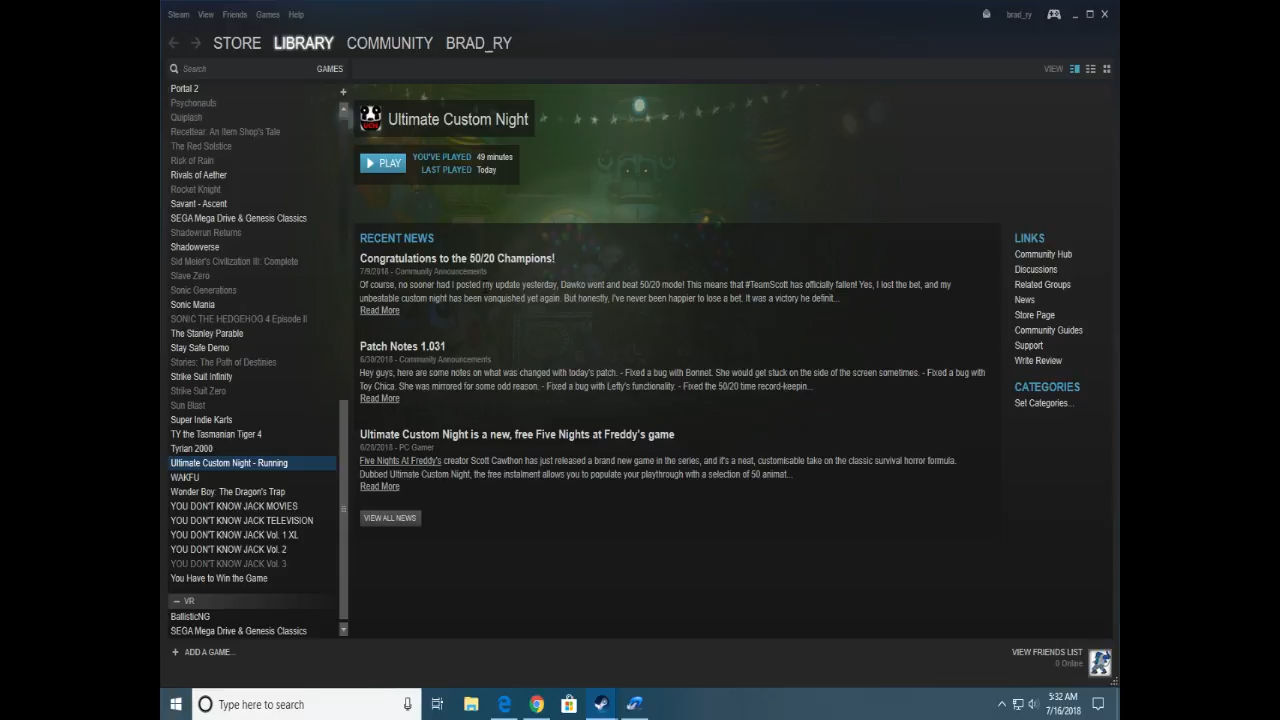 Steam View Friends Games Help
brad_ry
STORE LIBRARY COMMUNITY BRAD_RY
Search GAMES
VIEW
Portal 2
Psychonauts
Quiplash
Recettear: An Item Shop's Tale
The Red Solstice
Risk of Rain
Rivals of Aether
Rocket Knight
Savant - Ascent
SEGA Mega Drive & Genesis Classics
Shadowrun Returns
Shadowverse
Sid Meier's Civilization III: Complete
Slave Zero
Sonic Generations
Sonic Mania
SONIC THE HEDGEHOG 4 Episode II
The Stanley Parable
Stay Safe Demo
Stories: The Path of Destinies
Strike Suit Infinity
Strike Suit Zero
Sun Blast
Super Indie Karts
TY the Tasmanian Tiger 4
Tyrian 2000
Ultimate Custom Night - Running
WAKFU
Wonder Boy: The Dragon's Trap
YOU DON'T KNOW JACK MOVIES
YOU DON'T KNOW JACK TELEVISION
YOU DON'T KNOW JACK Vol. 1 XL
YOU DON'T KNOW JACK Vol. 2
YOU DON'T KNOW JACK Vol. 3
You Have to Win the Game
VR
BallisticNG
SEGA Mega Drive & Genesis Classics
UCN
Ultimate Custom Night
PLAY
YOU'VE PLAYED 49 minutes
LAST PLAYED Today
RECENT NEWS
Congratulations to the 50/20 Champions!
7/9/2018 - Community Announcements
Of course, no sooner had I posted my update yesterday, Dawko went and beat 50/20 mode! This means that #TeamScott has officially fallen! Yes, I lost the bet, and my
unbeatable custom night has been vanquished yet again. But honestly, I've never been happier to lose a bet. It was a victory he definit...
Read More
Patch Notes 1.031
6/30/2018 - Community Announcements
Hey guys, here are some notes on what was changed with today's patch. - Fixed a bug with Bonnet. She would get stuck on the side of the screen sometimes. - Fixed a bug with
Toy Chica. She was mirrored for some odd reason. - Fixed a bug with Lefty's functionality. - Fixed the 50/20 time record-keepin...
Read More
Ultimate Custom Night is a new, free Five Nights at Freddy's game
6/28/2018 - PC Gamer
Five Nights At Freddy's creator Scott Cawthon has just released a brand new game in the series, and it's a neat, customisable take on the classic survival horror formula.
Dubbed Ultimate Custom Night, the free instalment allows you to populate your playthrough with a selection of 50 animat...
Read More
VIEW ALL NEWS
LINKS
Community Hub
Discussions
Related Groups
News
Store Page
Community Guides
Support
Write Review
CATEGORIES
Set Categories...
ADD A GAME...
VIEW FRIENDS LIST
0 Online
Type here to search
5:32 AM
7/16/2018